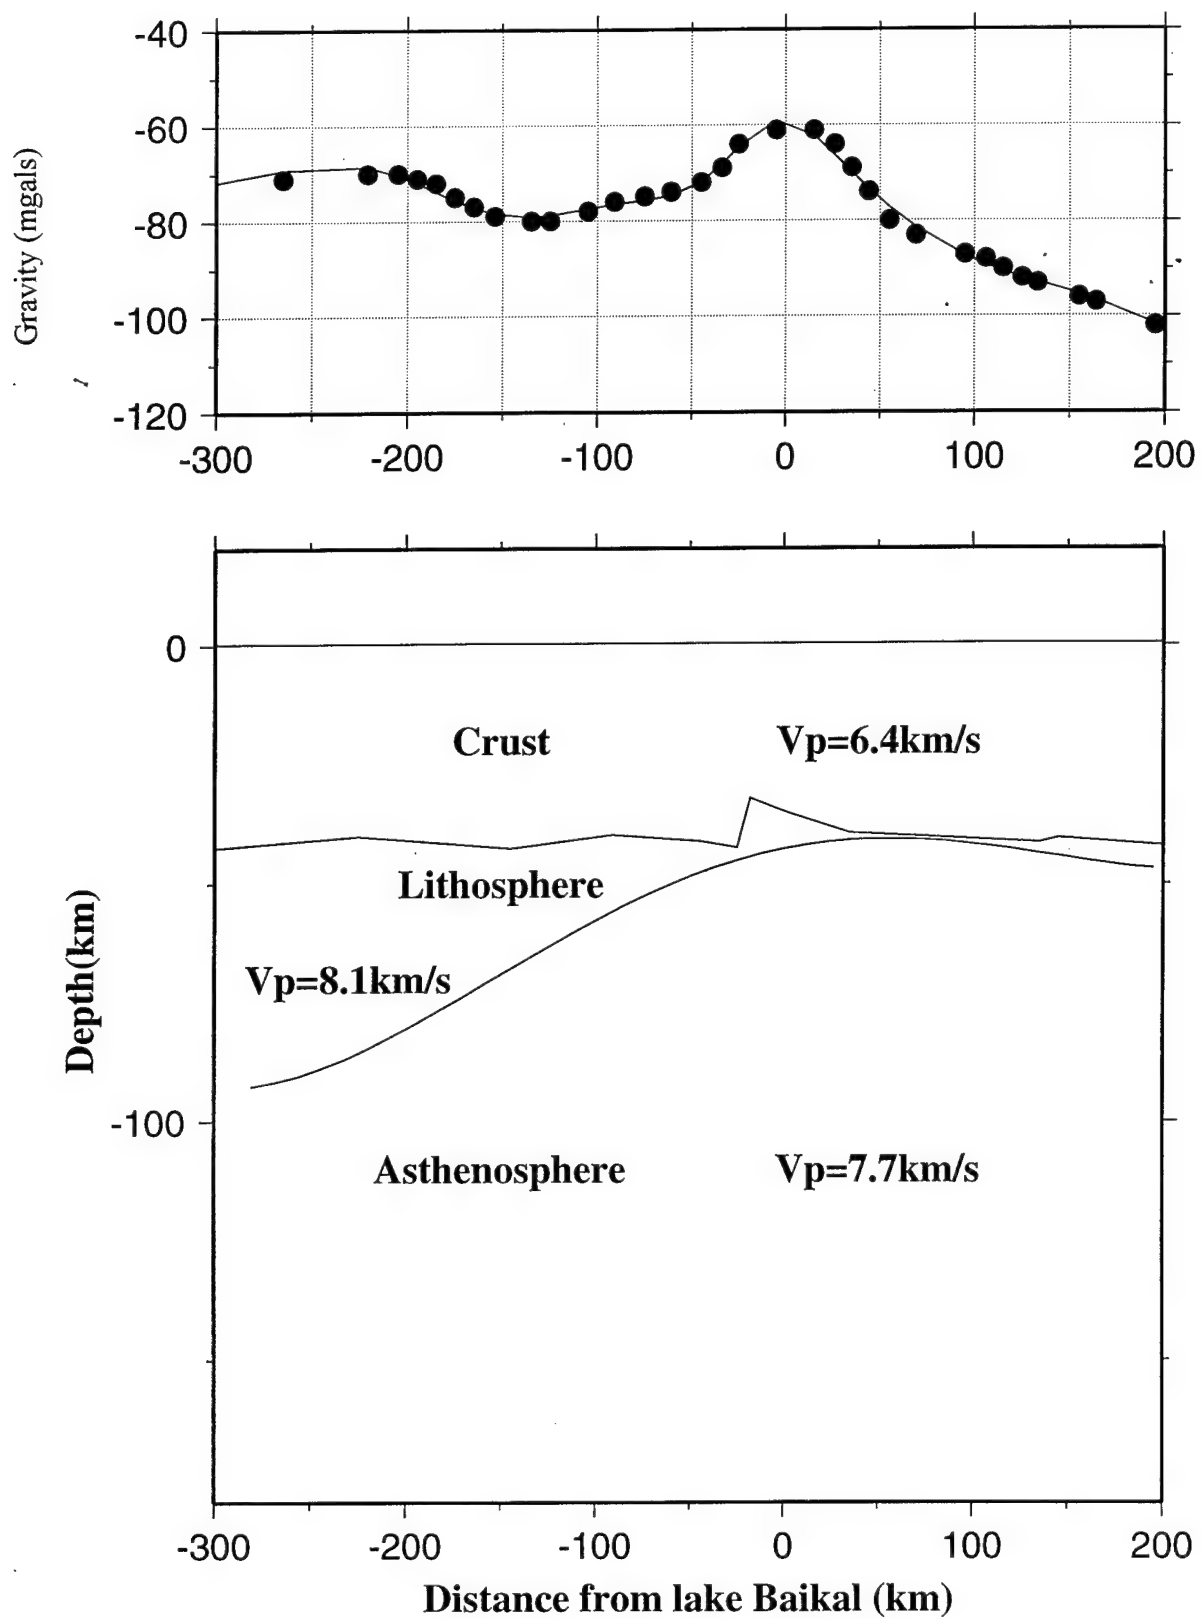 -40
-60
-80
-100
-120
Gravity (mgals)
-300 -200 -100 0 100 200
0
Crust Vp=6.4km/s
Lithosphere
Vp=8.1km/s
-100
Asthenosphere Vp=7.7km/s
Depth(km)
-300 -200 -100 0 100 200
Distance from lake Baikal (km)